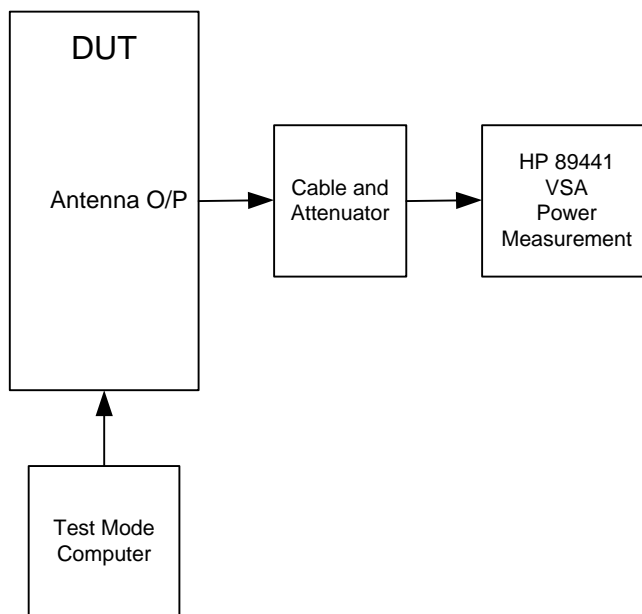 DUT
Antenna O/P
Cable and
Attenuator
HP 89441
VSA
Power
Measurement
Test Mode
Computer